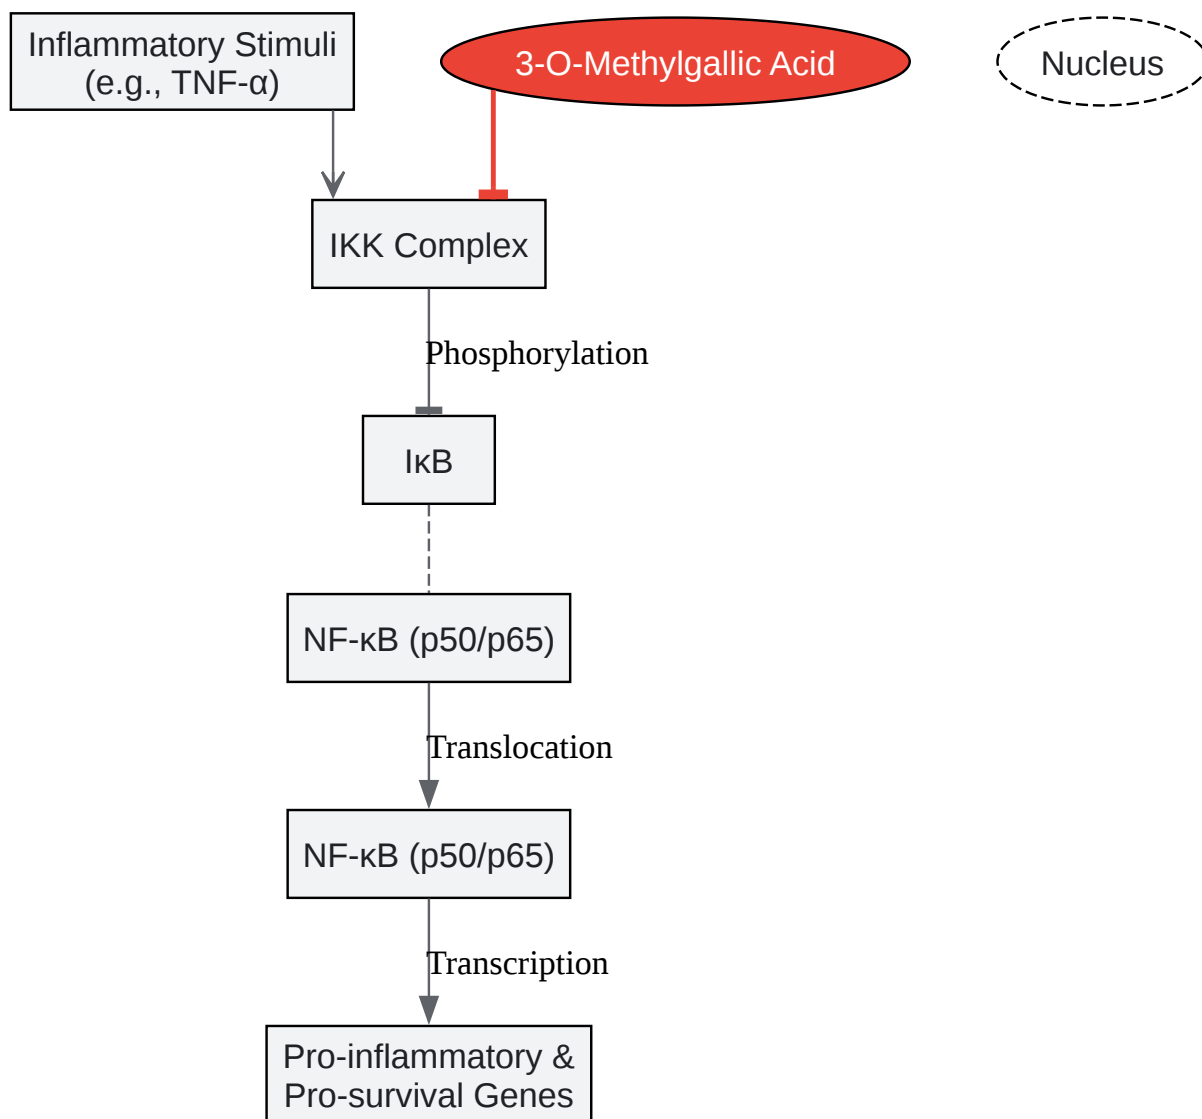 Inflammatory Stimuli
(e.g., TNF-α)
3-O-Methylgallic Acid
Nucleus
IKK Complex
Phosphorylation
IκB
NF-κB (p50/p65)
Translocation
NF-κB (p50/p65)
Transcription
Pro-inflammatory &
Pro-survival Genes